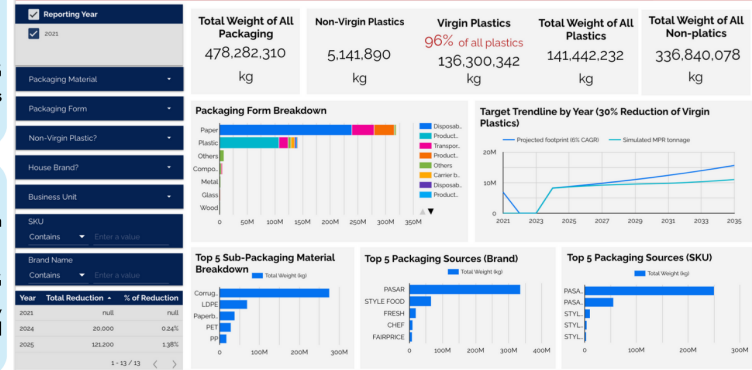 Reporting Year
2021
Packaging Material
Packaging Form
Non-Virgin Plastic?
House Brand?
Business Unit
SKU
Contains Enter a value
Brand Name
Contains Enter a value
Year Total Reduction % of Reduction
2021 null null
2024 20,000 0.24%
2025 121,200 1.38%
1 - 13 / 13
Total Weight of All Packaging
478,282,310
kg
Non-Virgin Plastics
5,141,890
kg
Virgin Plastics
96% of all plastics
136,300,342
kg
Total Weight of All Plastics
141,442,232
kg
Total Weight of All Non-platics
336,840,078
kg
Packaging Form Breakdown
Paper
Plastic
Others
Compo..
Metal
Glass
Wood
0 50M 100M 150M 200M 250M 300M 350M
Disposab..
Product..
Transpor..
Product..
Others
Carrier b..
Disposab..
Product..
Target Trendline by Year (30% Reduction of Virgin
Plastics)
Projected footprint (6% CAGR) Simulated MPR tonnage
20M
10M
0
2021 2023 2025 2027 2029 2031 2033 2035
Top 5 Sub-Packaging Material
Breakdown
Total Weight (kg)
Corrug..
LDPE
Paperb..
PET
PP
0 100M 200M 300M
Top 5 Packaging Sources (Brand)
Total Weight (kg)
PASAR
STYLE FOOD
FRESH
CHEF
FAIRPRICE
0 100M 200M 300M 400M
Top 5 Packaging Sources (SKU)
Total Weight (kg)
PASA..
PASA..
STYL..
STYL..
STYL..
0 100M 200M 300M